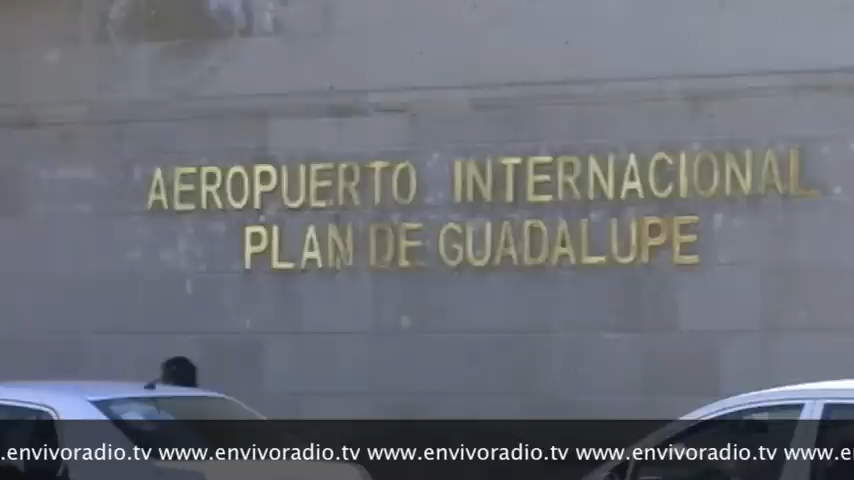 AEROPUERTO INTERNACIONAL
PLAN DE GUADALUPE
.envivoradio.tv www.envivoradio.tv www.envivoradio.tv www.envivoradio.tv www.e